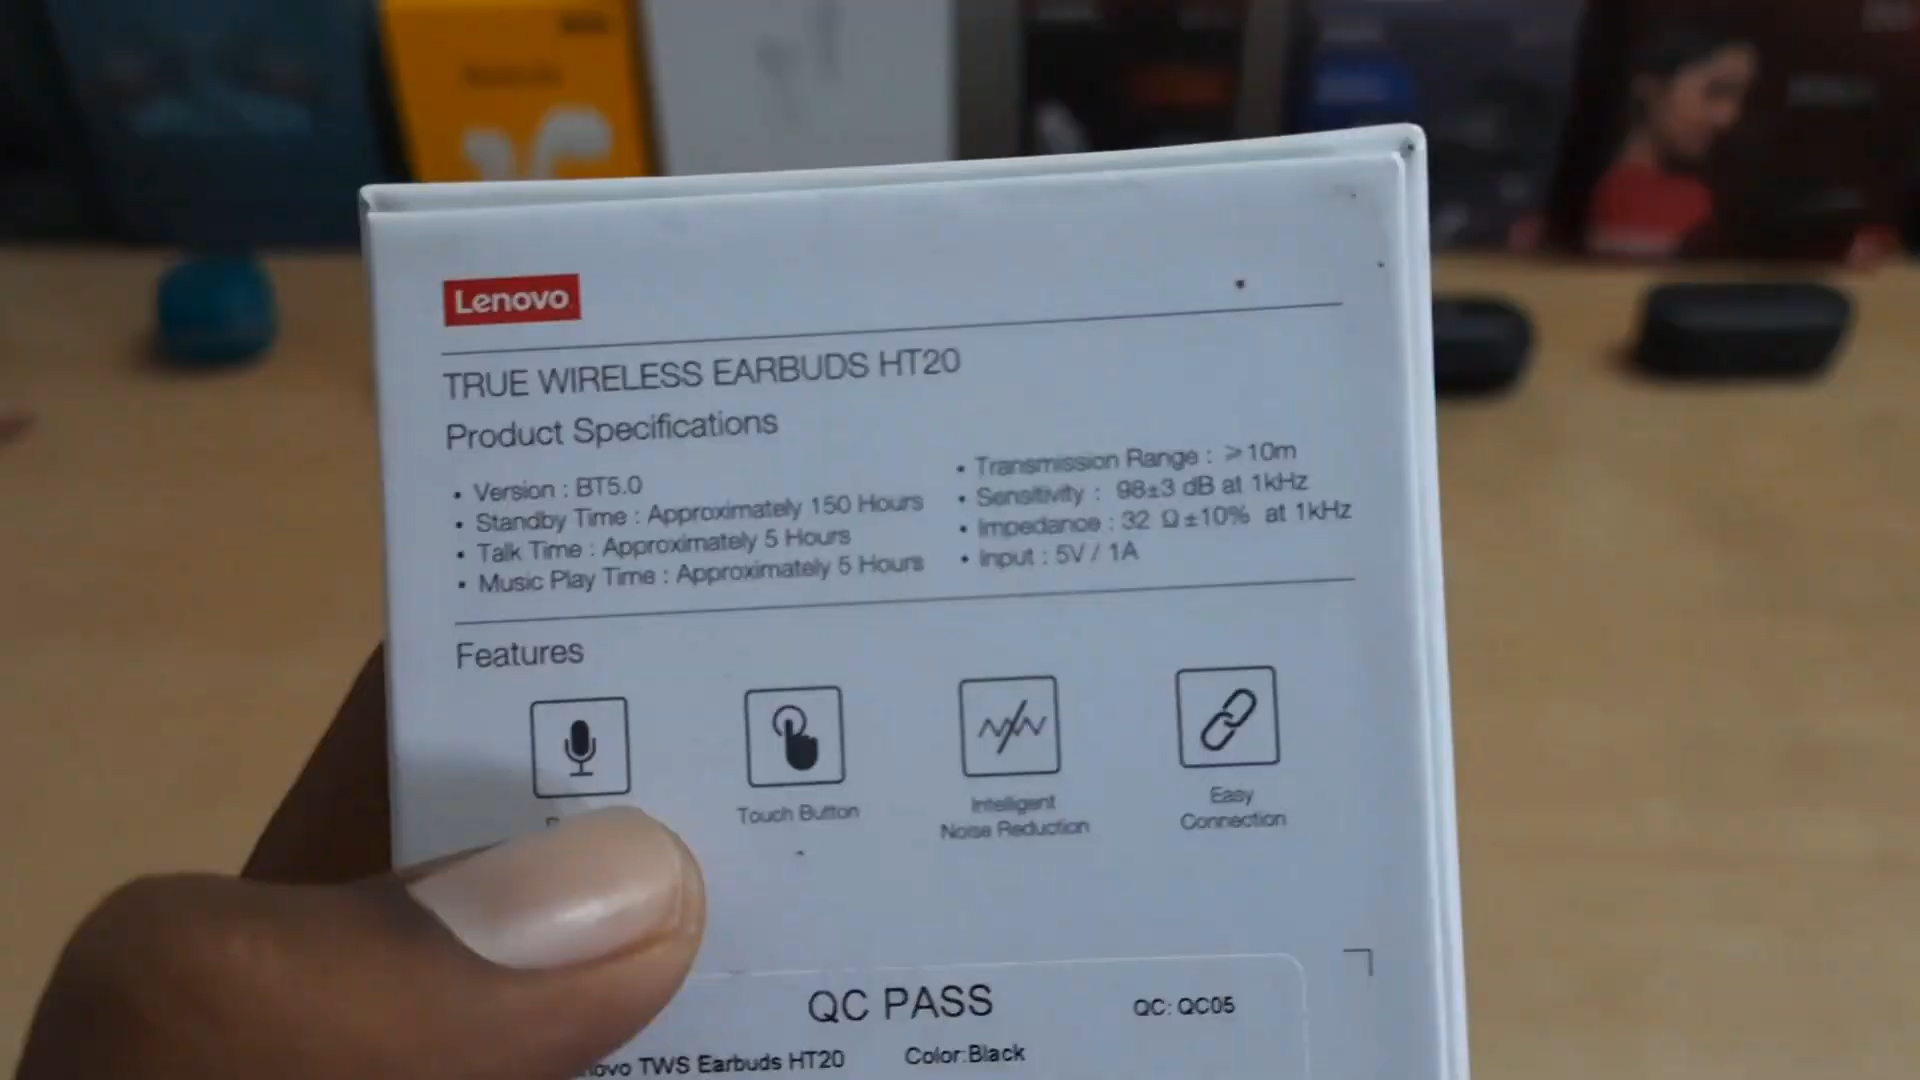 Lenovo
TRUE WIRELESS EARBUDS HT20
Product Specifications
• Version : BT5.0
• Standby Time : Approximately 150 Hours
• Talk Time : Approximately 5 Hours
• Music Play Time : Approximately 5 Hours
• Transmission Range : ⩾10m
• Sensitivity : 98±3 dB at 1kHz
• Impedance : 32 Ω±10% at 1kHz
• Input : 5V / 1A
Features
Touch Button
Intelligent
Noise Reduction
Easy
Connection
QC PASS
QC: QC05
TWS Earbuds HT20
Color:Black